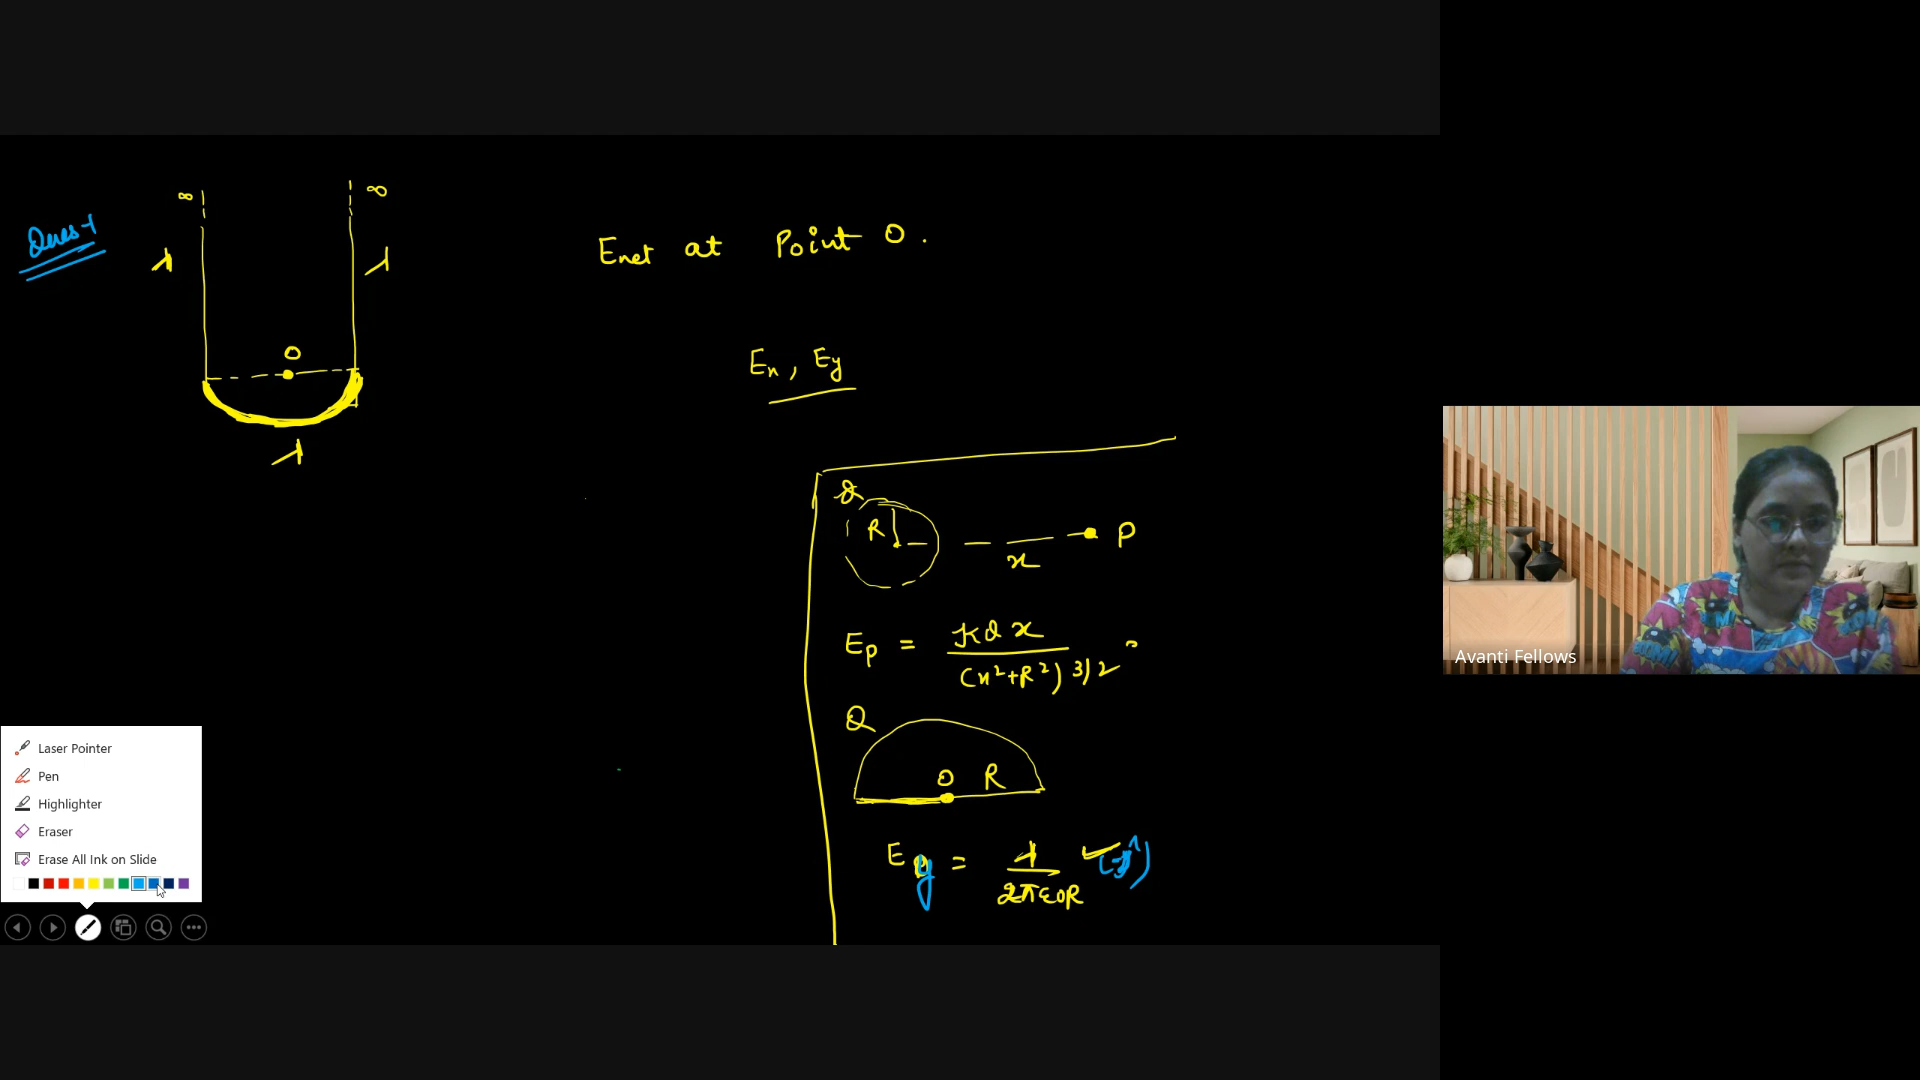 Ques-1
∞ ∞
λ λ
O
λ
Enet at Point O.
Ex, Ey
Q
R
x
P
Ep = KQx / (x²+R²)3/2
Q
O R
Ey = λ / 2πε0R (-ĵ)
Avanti Fellows
Laser Pointer
Pen
Highlighter
Eraser
Erase All Ink on Slide